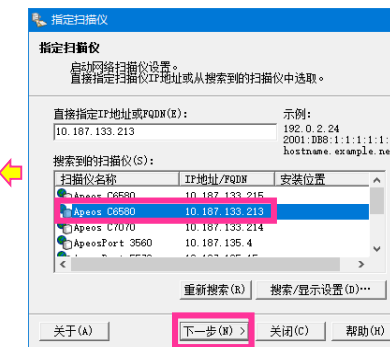 指定扫描仪
指定扫描仪
启动网络扫描仪设置。
直接指定扫描仪IP地址或从搜索到的扫描仪中选取。
直接指定IP地址或FQDN(E):
示例:
10.187.133.213
192.0.2.24
2001:DB8:1:1:1:1:
hostname.example.ne
搜索到的扫描仪(S):
扫描仪名称 IP地址/FQDN 安装位置
Apeos C6580 10.187.133.215
Apeos C6580 10.187.133.213
Apeos C7070 10.187.133.214
ApeosPort 3560 10.187.135.4
重新搜索(R) 搜索/显示设置(D)...
关于(A) 下一步(N) > 关闭(C) 帮助(H)